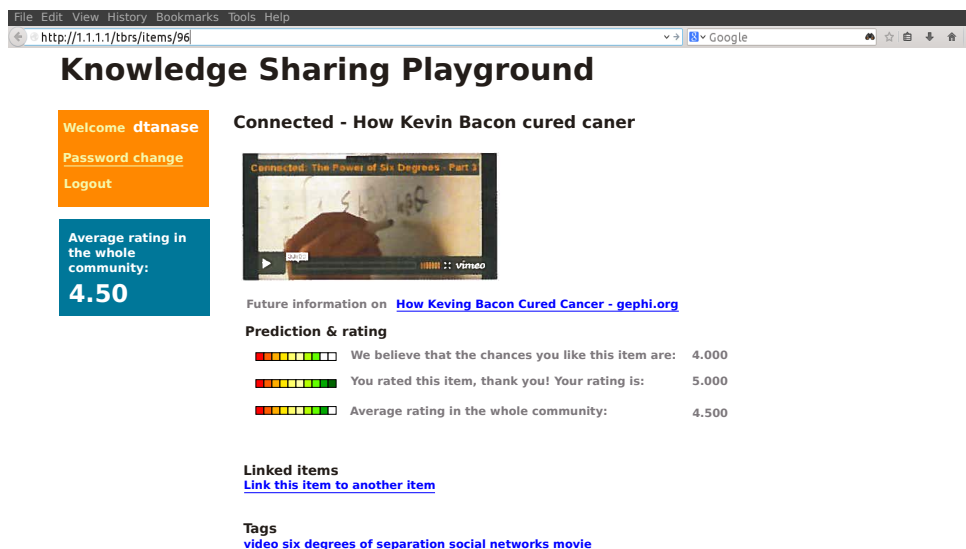 File Edit View History Bookmarks Tools Help
http://1.1.1.1/tbrs/items/96
Google
Knowledge Sharing Playground
Welcome dtanase
Password change
Logout
Average rating in
the whole
community:
4.50
Connected - How Kevin Bacon cured caner
Connected: The Power of Six Degrees - Part 3
vimeo
Future information on How Keving Bacon Cured Cancer - gephi.org
Prediction & rating
We believe that the chances you like this item are: 4.000
You rated this item, thank you! Your rating is: 5.000
Average rating in the whole community: 4.500
Linked items
Link this item to another item
Tags
video six degrees of separation social networks movie